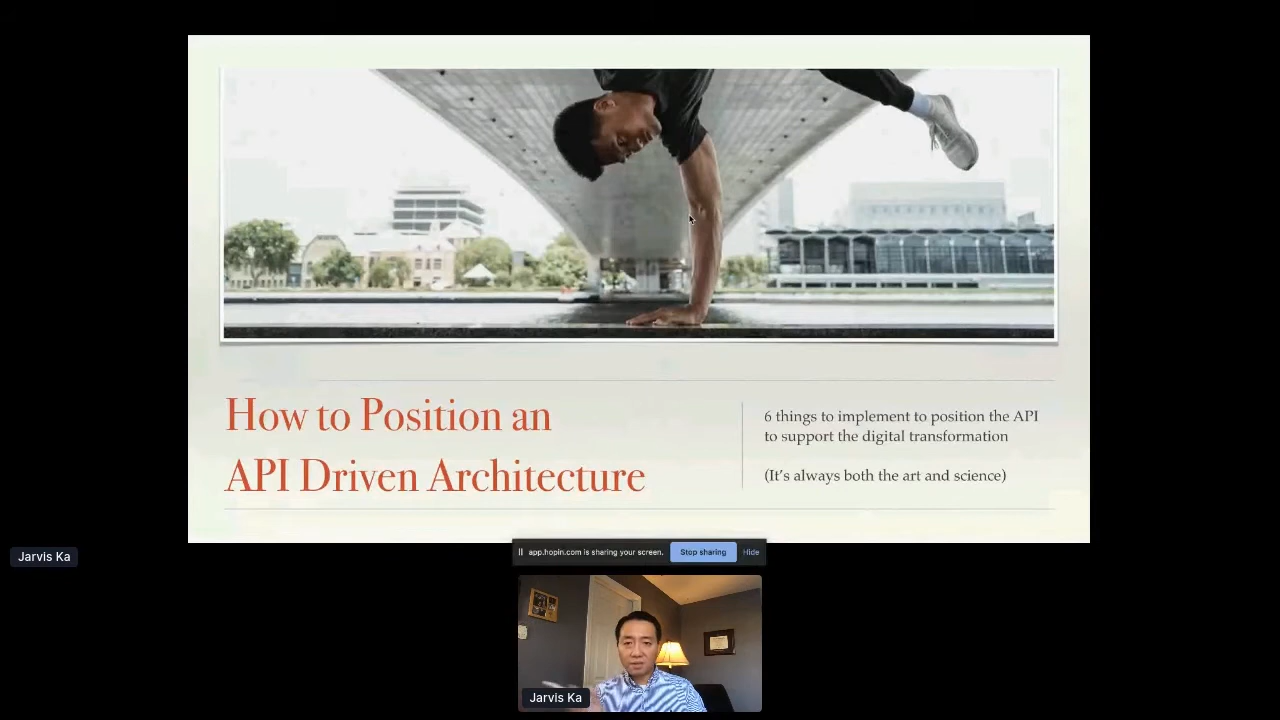 How to Position an
API Driven Architecture
6 things to implement to position the API
to support the digital transformation
(It's always both the art and science)
Jarvis Ka
app.hopin.com is sharing your screen.
Stop sharing
Hide
Jarvis Ka